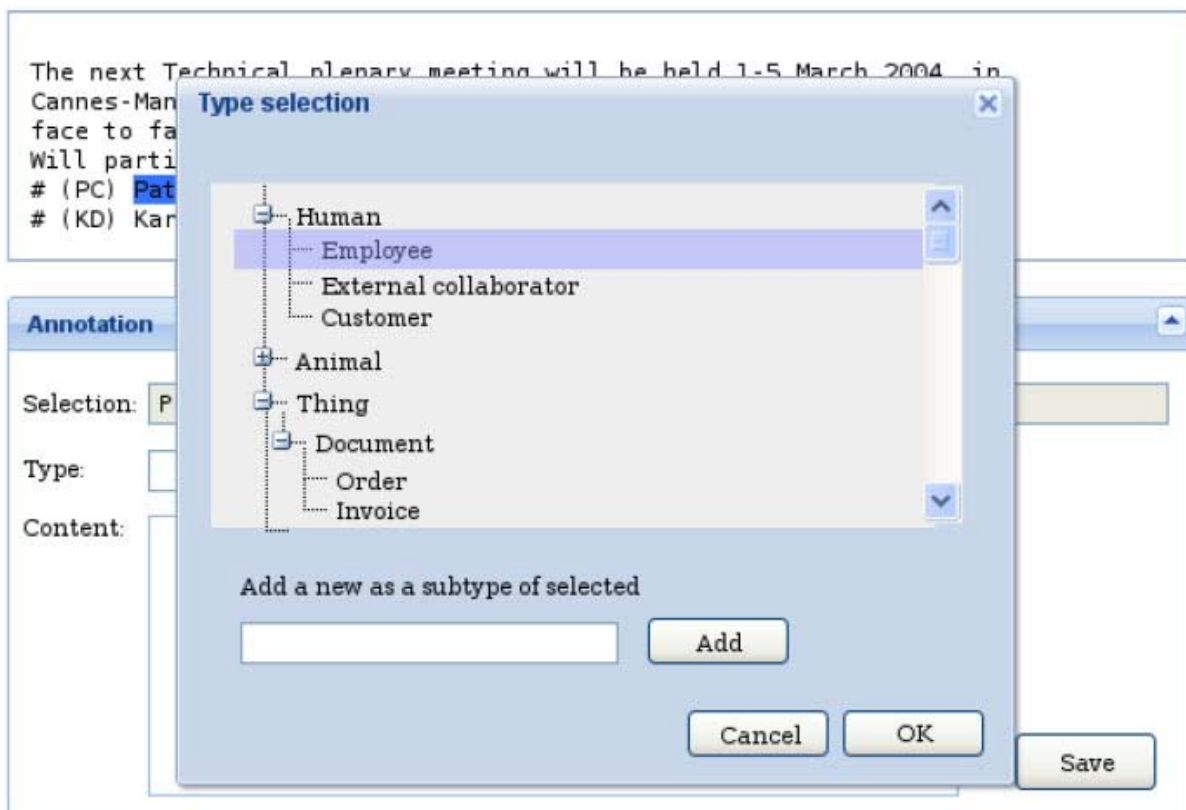 The next Technical plenary meeting will be held 1-5 March 2004, in
Cannes-Man
face to fa
Will parti
# (PC) Pat
# (KD) Kar
Type selection
Human
Employee
External collaborator
Customer
Animal
Thing
Document
Order
Invoice
Add a new as a subtype of selected
Add
Cancel
OK
Annotation
Selection: P
Type:
Content:
Save